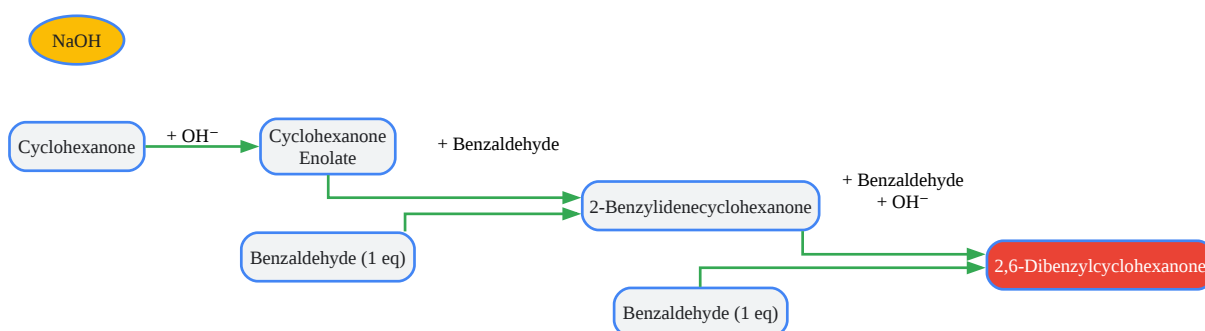 NaOH
Cyclohexanone
+ OH⁻
Cyclohexanone
Enolate
+ Benzaldehyde
Benzaldehyde (1 eq)
2-Benzylidenecyclohexanone
+ Benzaldehyde
+ OH⁻
Benzaldehyde (1 eq)
2,6-Dibenzylcyclohexanone